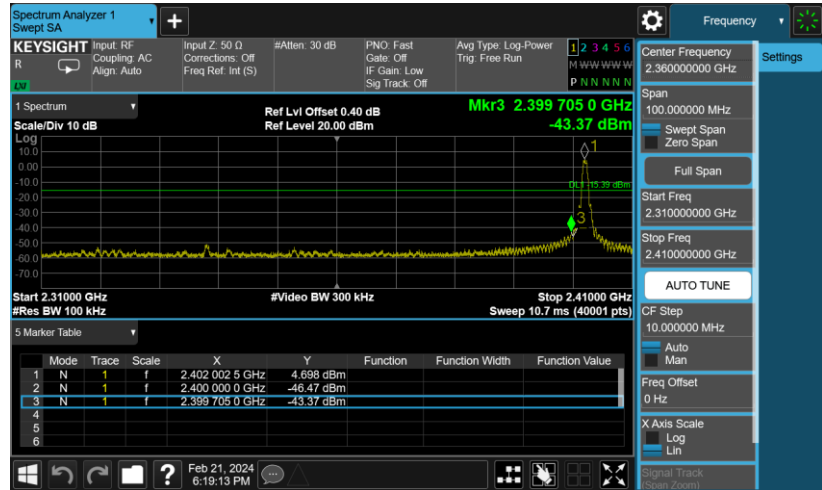 Spectrum Analyzer 1
Swept SA
Frequency
KEYSIGHT
R
LXI
Input: RF
Coupling: AC
Align: Auto
Input Z: 50 Ω
Corrections: Off
Freq Ref: Int (S)
#Atten: 30 dB
PNO: Fast
Gate: Off
IF Gain: Low
Sig Track: Off
Avg Type: Log-Power
Trig: Free Run
1 2 3 4 5 6
M W W W W W
P N N N N N
1 Spectrum
Scale/Div 10 dB
Ref Lvl Offset 0.40 dB
Ref Level 20.00 dBm
Mkr3 2.399 705 0 GHz
-43.37 dBm
Log
10.0
0.00
-10.0
-20.0
-30.0
-40.0
-50.0
-60.0
-70.0
1
DL1 -15.39 dBm
3
Start 2.31000 GHz
#Res BW 100 kHz
#Video BW 300 kHz
Stop 2.41000 GHz
Sweep 10.7 ms (40001 pts)
5 Marker Table
Mode Trace Scale X Y Function Function Width Function Value
1 N 1 f 2.402 002 5 GHz 4.698 dBm
2 N 1 f 2.400 000 0 GHz -46.47 dBm
3 N 1 f 2.399 705 0 GHz -43.37 dBm
4
5
6
?
Feb 21, 2024
6:19:13 PM
Center Frequency
2.360000000 GHz
Span
100.000000 MHz
Swept Span
Zero Span
Full Span
Start Freq
2.310000000 GHz
Stop Freq
2.410000000 GHz
AUTO TUNE
CF Step
10.000000 MHz
Auto
Man
Freq Offset
0 Hz
X Axis Scale
Log
Lin
Signal Track
(Span Zoom)
Settings